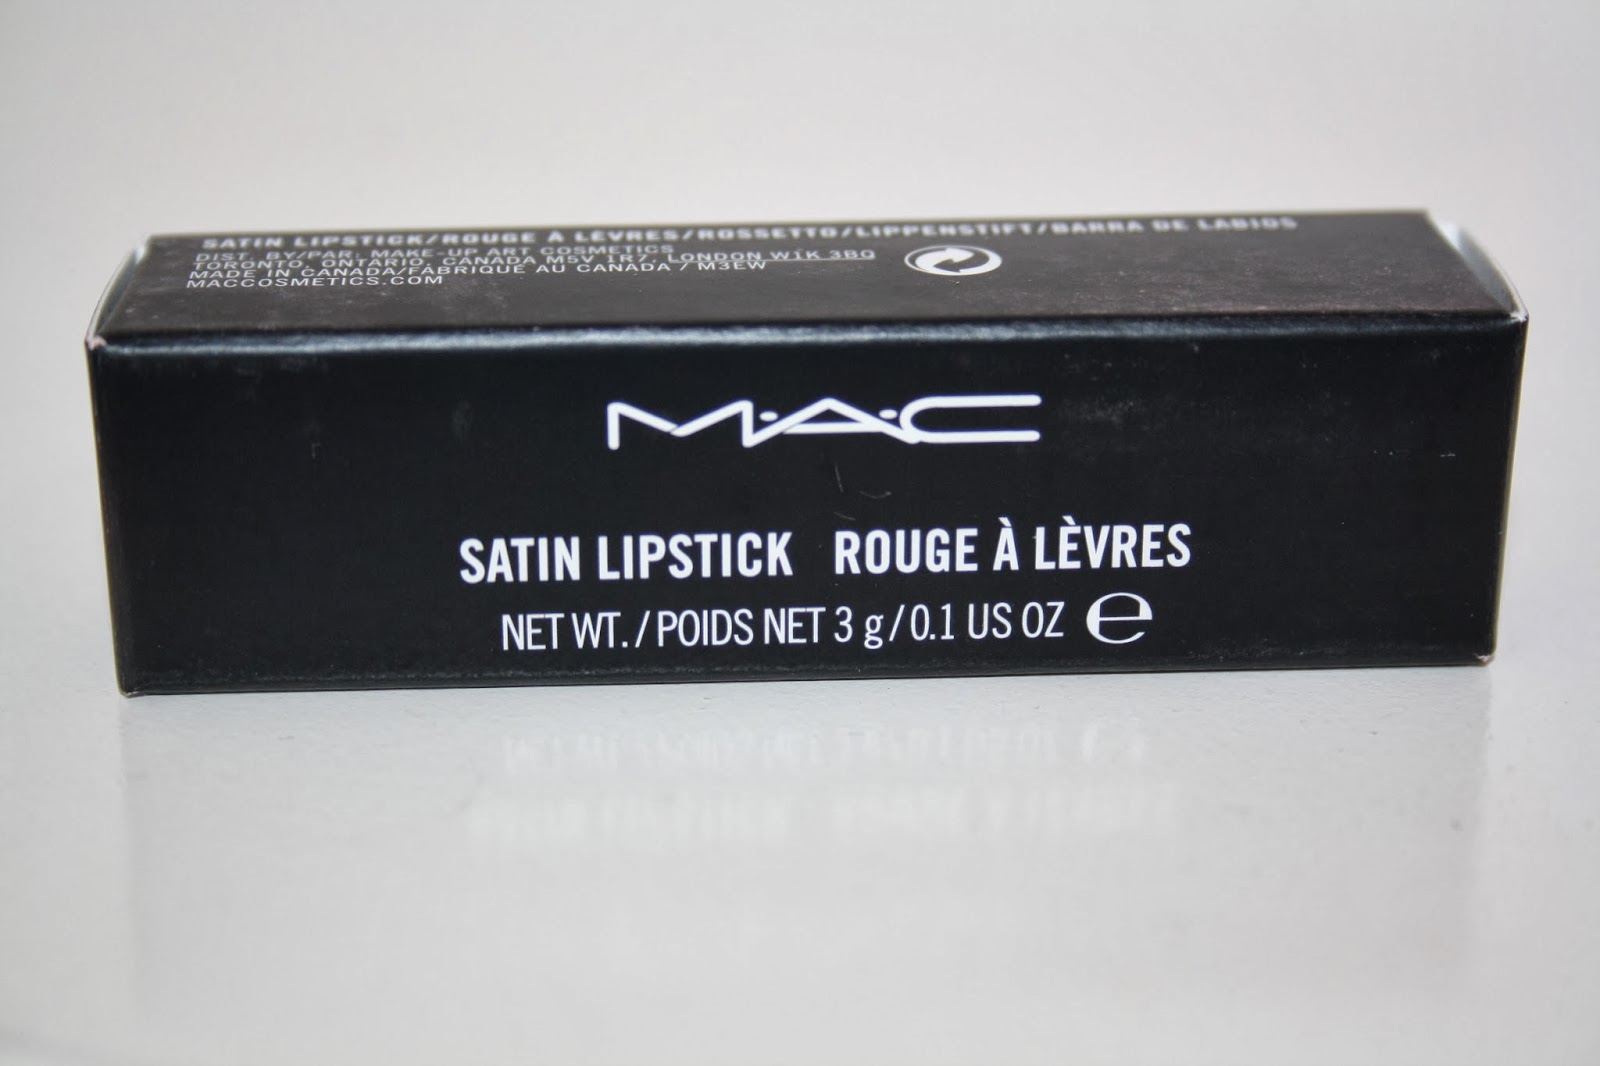 SATIN LIPSTICK/ROUGE À LÈVRES/ROSSETTO/LIPPENSTIFT/BARRA DE LABIOS
DIST. BY/PAR. MAKE-UP ART COSMETICS
TORONTO, ONTARIO, CANADA M5V 1R7, LONDON W1K 3BQ
MADE IN CANADA/FABRIQUÉ AU CANADA / M3EW
MACCOSMETICS.COM
M·A·C
SATIN LIPSTICK ROUGE À LÈVRES
NET WT. / POIDS NET 3 g / 0.1 US OZ e